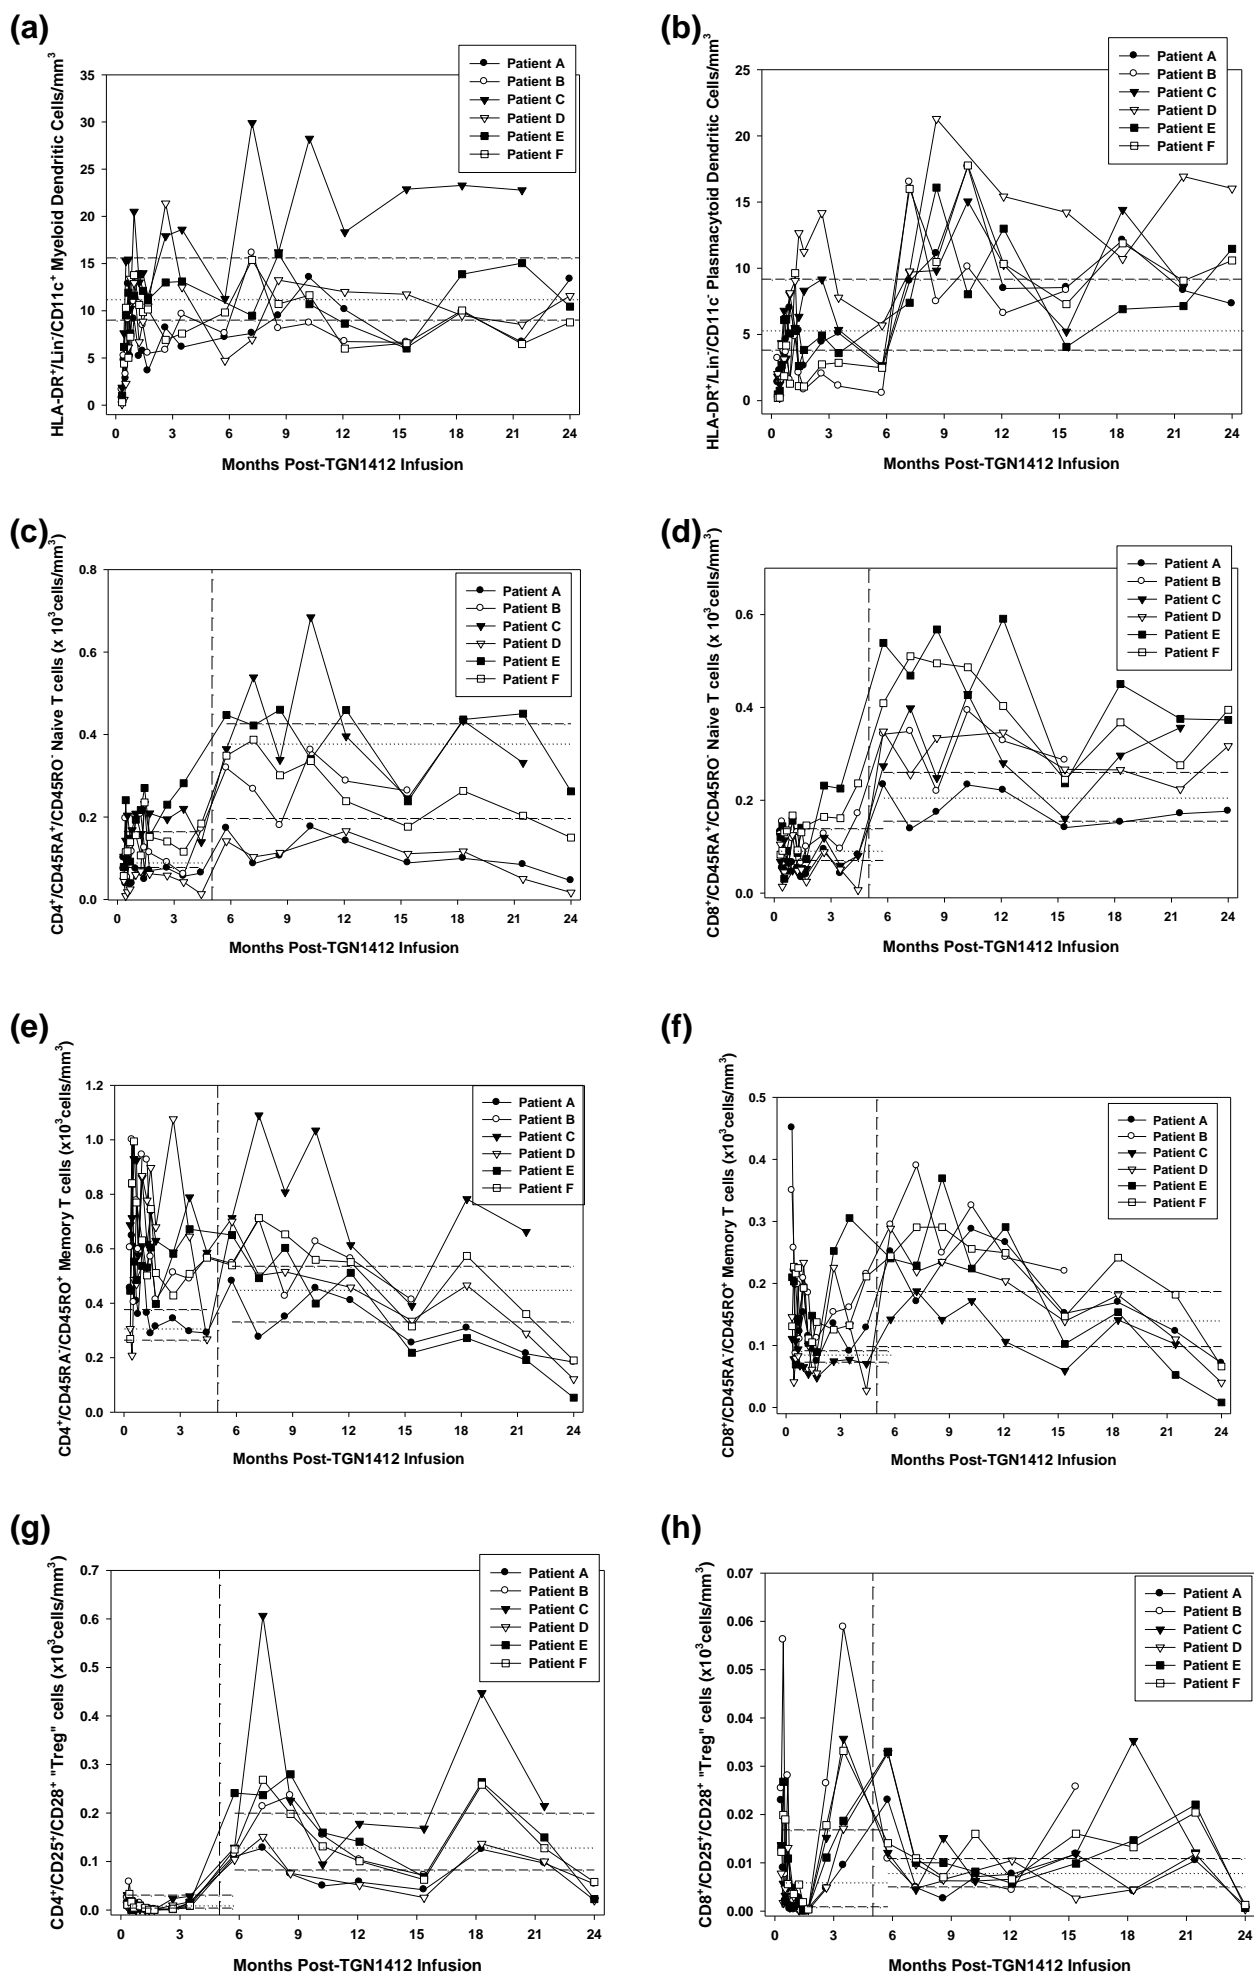 (a)
HLA-DR⁺/Lin⁻/CD11c⁺ Myeloid Dendritic Cells/mm³
35
30
25
20
15
10
5
0
Patient A
Patient B
Patient C
Patient D
Patient E
Patient F
0 3 6 9 12 15 18 21 24
Months Post-TGN1412 Infusion
(b)
HLA-DR⁺/Lin⁻/CD11c⁻ Plasmacytoid Dendritic Cells/mm³
25
20
15
10
5
0
Patient A
Patient B
Patient C
Patient D
Patient E
Patient F
0 3 6 9 12 15 18 21 24
Months Post-TGN1412 Infusion
(c)
CD4⁺/CD45RA⁺/CD45RO⁻ Naive T cells (x 10³cells/mm³)
0.8
0.6
0.4
0.2
0.0
Patient A
Patient B
Patient C
Patient D
Patient E
Patient F
0 3 6 9 12 15 18 21 24
Months Post-TGN1412 Infusion
(d)
CD8⁺/CD45RA⁺/CD45RO⁻ Naive T cells (x 10³cells/mm³)
0.6
0.4
0.2
0.0
Patient A
Patient B
Patient C
Patient D
Patient E
Patient F
0 3 6 9 12 15 18 21 24
Months Post-TGN1412 Infusion
(e)
CD4⁺/CD45RA⁻/CD45RO⁺ Memory T cells (x10³cells/mm³)
1.2
1.0
0.8
0.6
0.4
0.2
0.0
Patient A
Patient B
Patient C
Patient D
Patient E
Patient F
0 3 6 9 12 15 18 21 24
Months Post-TGN1412 Infusion
(f)
CD8⁺/CD45RA⁻/CD45RO⁺ Memory T cells (x10³cells/mm³)
0.5
0.4
0.3
0.2
0.1
0.0
Patient A
Patient B
Patient C
Patient D
Patient E
Patient F
0 3 6 9 12 15 18 21 24
Months Post-TGN1412 Infusion
(g)
CD4⁺/CD25⁺/CD28⁺ "Treg" cells (x10³cells/mm³)
0.7
0.6
0.5
0.4
0.3
0.2
0.1
0.0
Patient A
Patient B
Patient C
Patient D
Patient E
Patient F
0 3 6 9 12 15 18 21 24
Months Post-TGN1412 Infusion
(h)
CD8⁺/CD25⁺/CD28⁺ "Treg" cells (x10³cells/mm³)
0.07
0.06
0.05
0.04
0.03
0.02
0.01
0.00
Patient A
Patient B
Patient C
Patient D
Patient E
Patient F
0 3 6 9 12 15 18 21 24
Months Post-TGN1412 Infusion